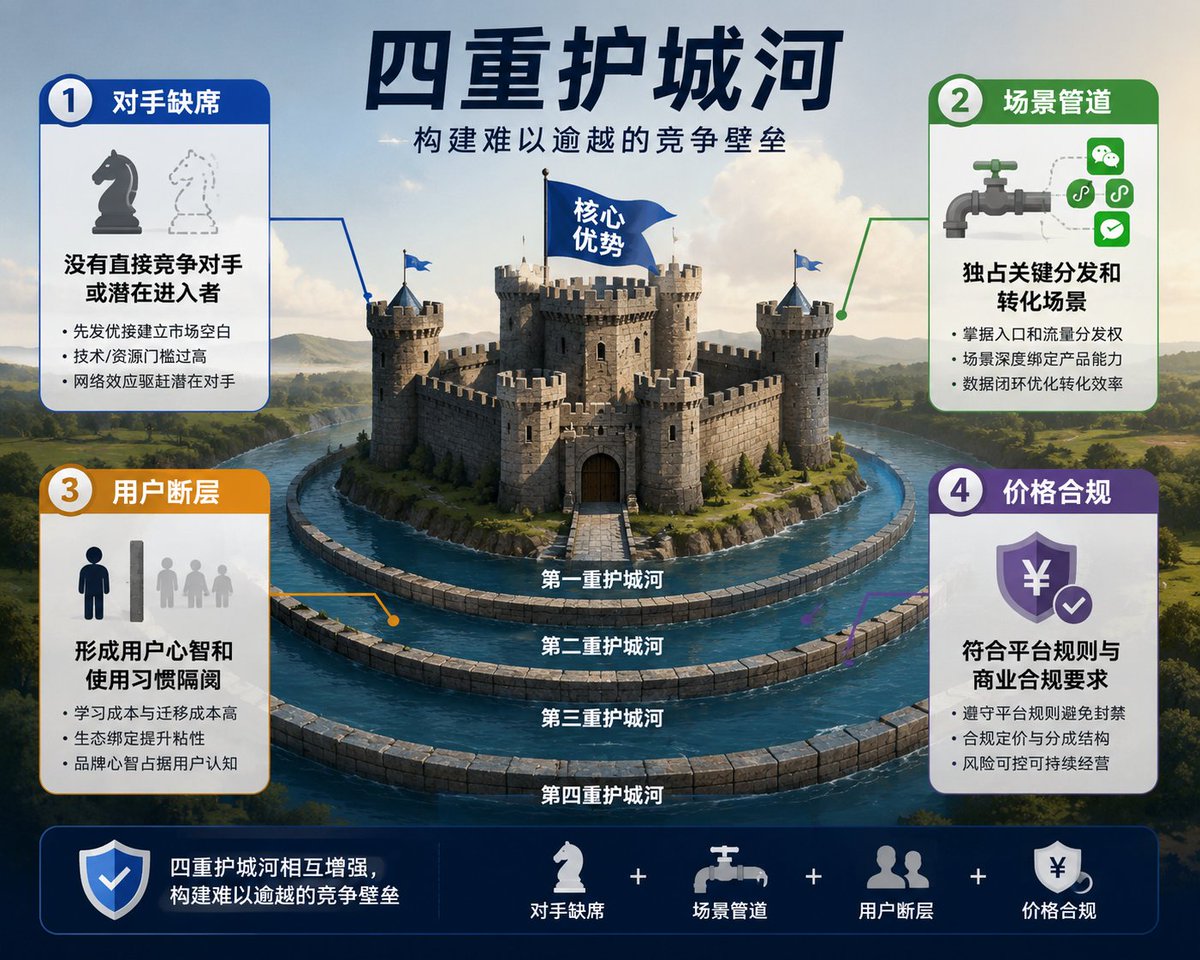 四重护城河
构建难以逾越的竞争壁垒
1 对手缺席
没有直接竞争对手
或潜在进入者
• 先发优接建立市场空白
• 技术/资源门槛过高
• 网络效应驱赶潜在对手
2 场景管道
独占关键分发和
转化场景
• 掌据入口和流量分发权
• 场景深度绑定产品能力
• 数据闭环优化转化效率
核心
优势
3 用户断层
形成用户心智和
使用习惯隔阂
• 学习成本与迁移成本高
• 生态绑定提升粘性
• 品牌心智占据用户认知
4 价格合规
¥
符合平台规则与
商业合规要求
• 遵守平台规则避免封禁
• 合规定价与分成结构
• 风险可控可持续经营
第一重护城河
第二重护城河
第三重护城河
第四重护城河
四重护城河相互增强，
构建难以逾越的竞争壁垒
+ + + ¥
对手缺席 场景管道 用户断层 价格合规